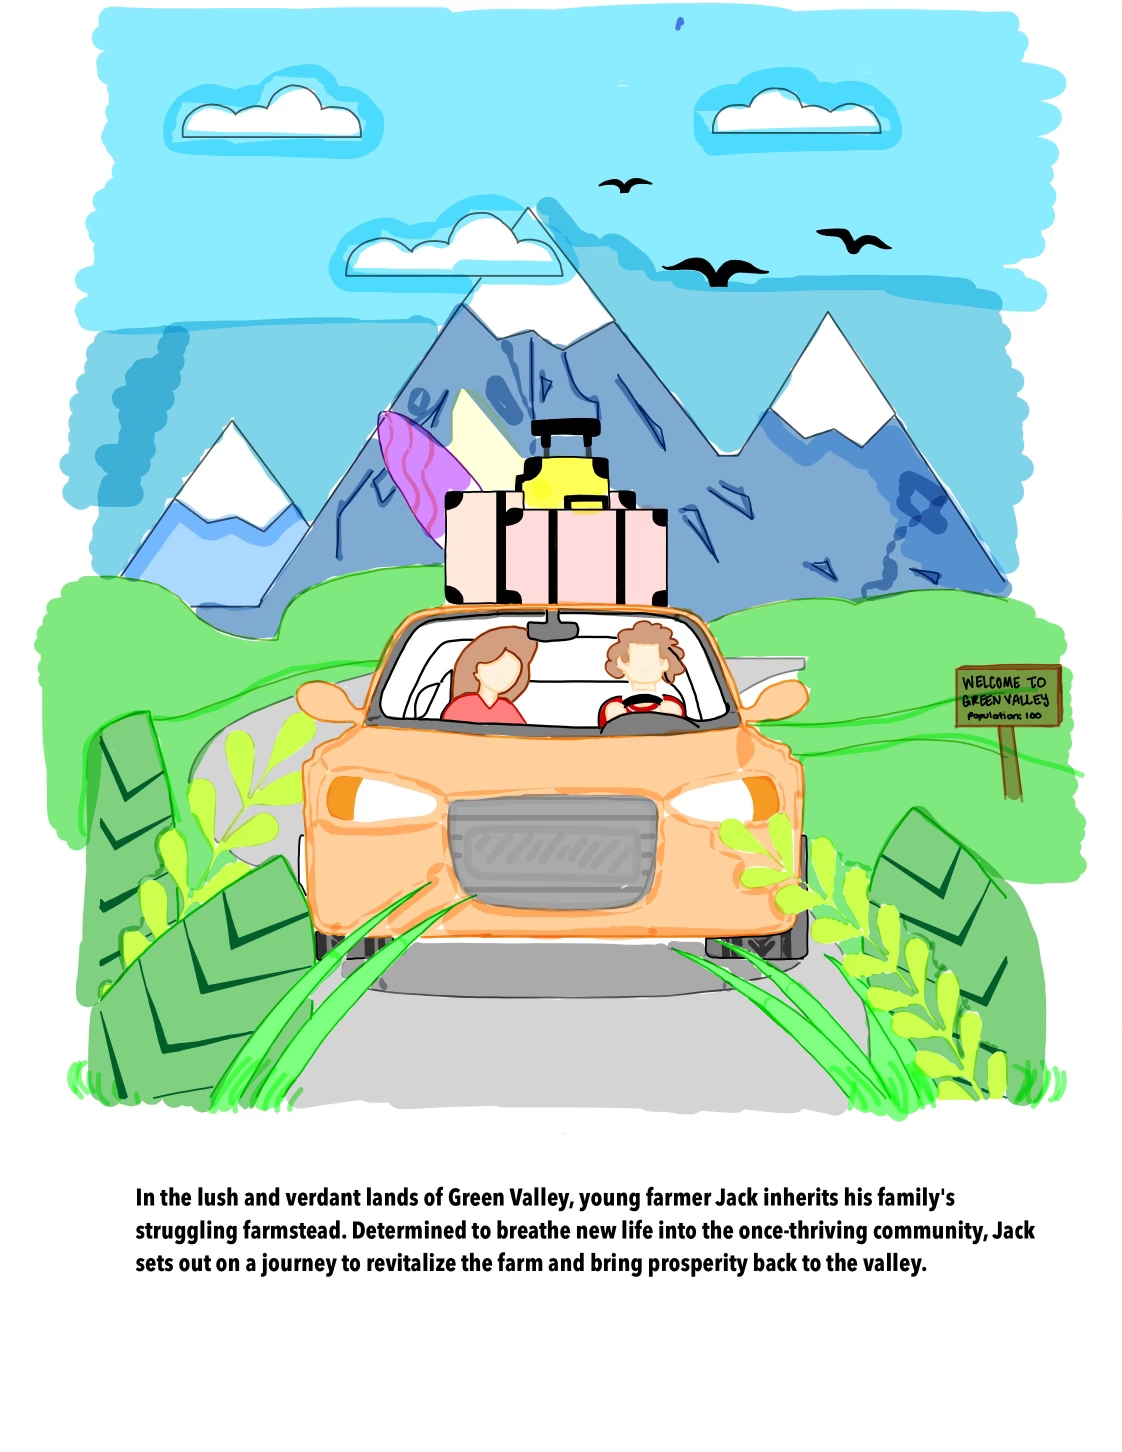 WELCOME TO
GREEN VALLEY
Population: 100
In the lush and verdant lands of Green Valley, young farmer Jack inherits his family's
struggling farmstead. Determined to breathe new life into the once-thriving community, Jack
sets out on a journey to revitalize the farm and bring prosperity back to the valley.